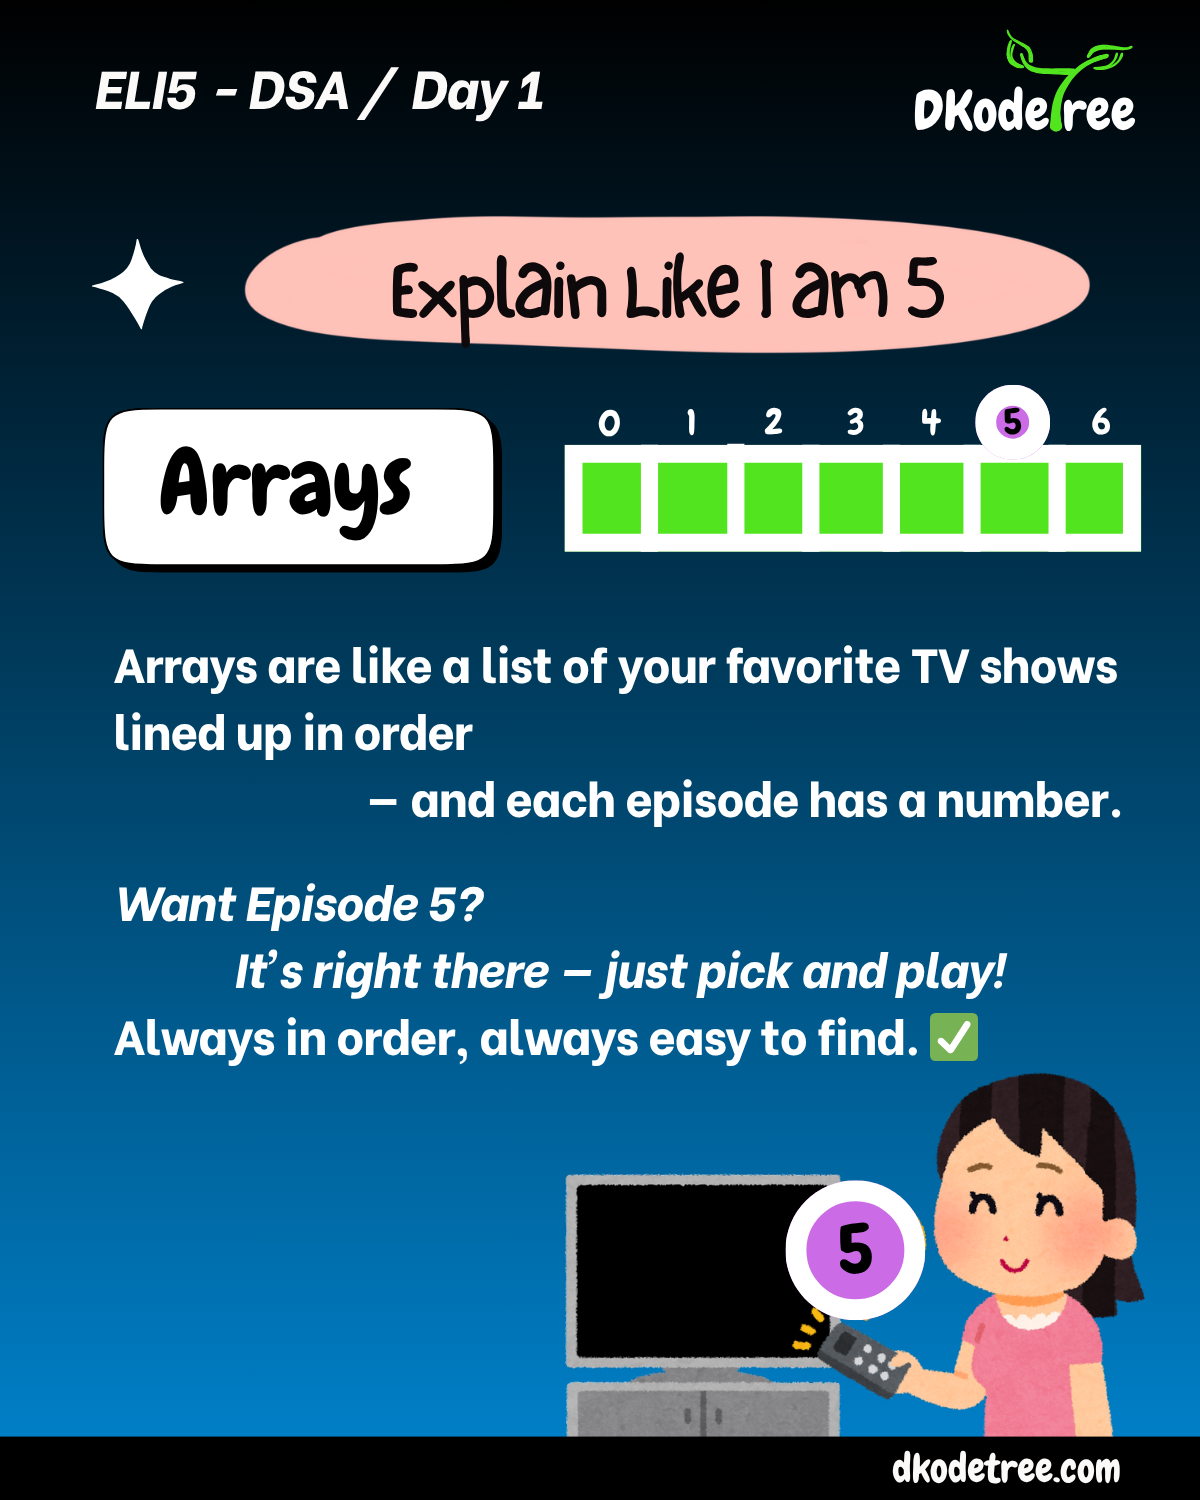 ELI5 - DSA / Day 1
DKodeTree
Explain Like I am 5
Arrays
0 1 2 3 4 5 6
Arrays are like a list of your favorite TV shows
lined up in order
– and each episode has a number.
Want Episode 5?
It's right there – just pick and play!
Always in order, always easy to find. ✅
5
dkodetree.com